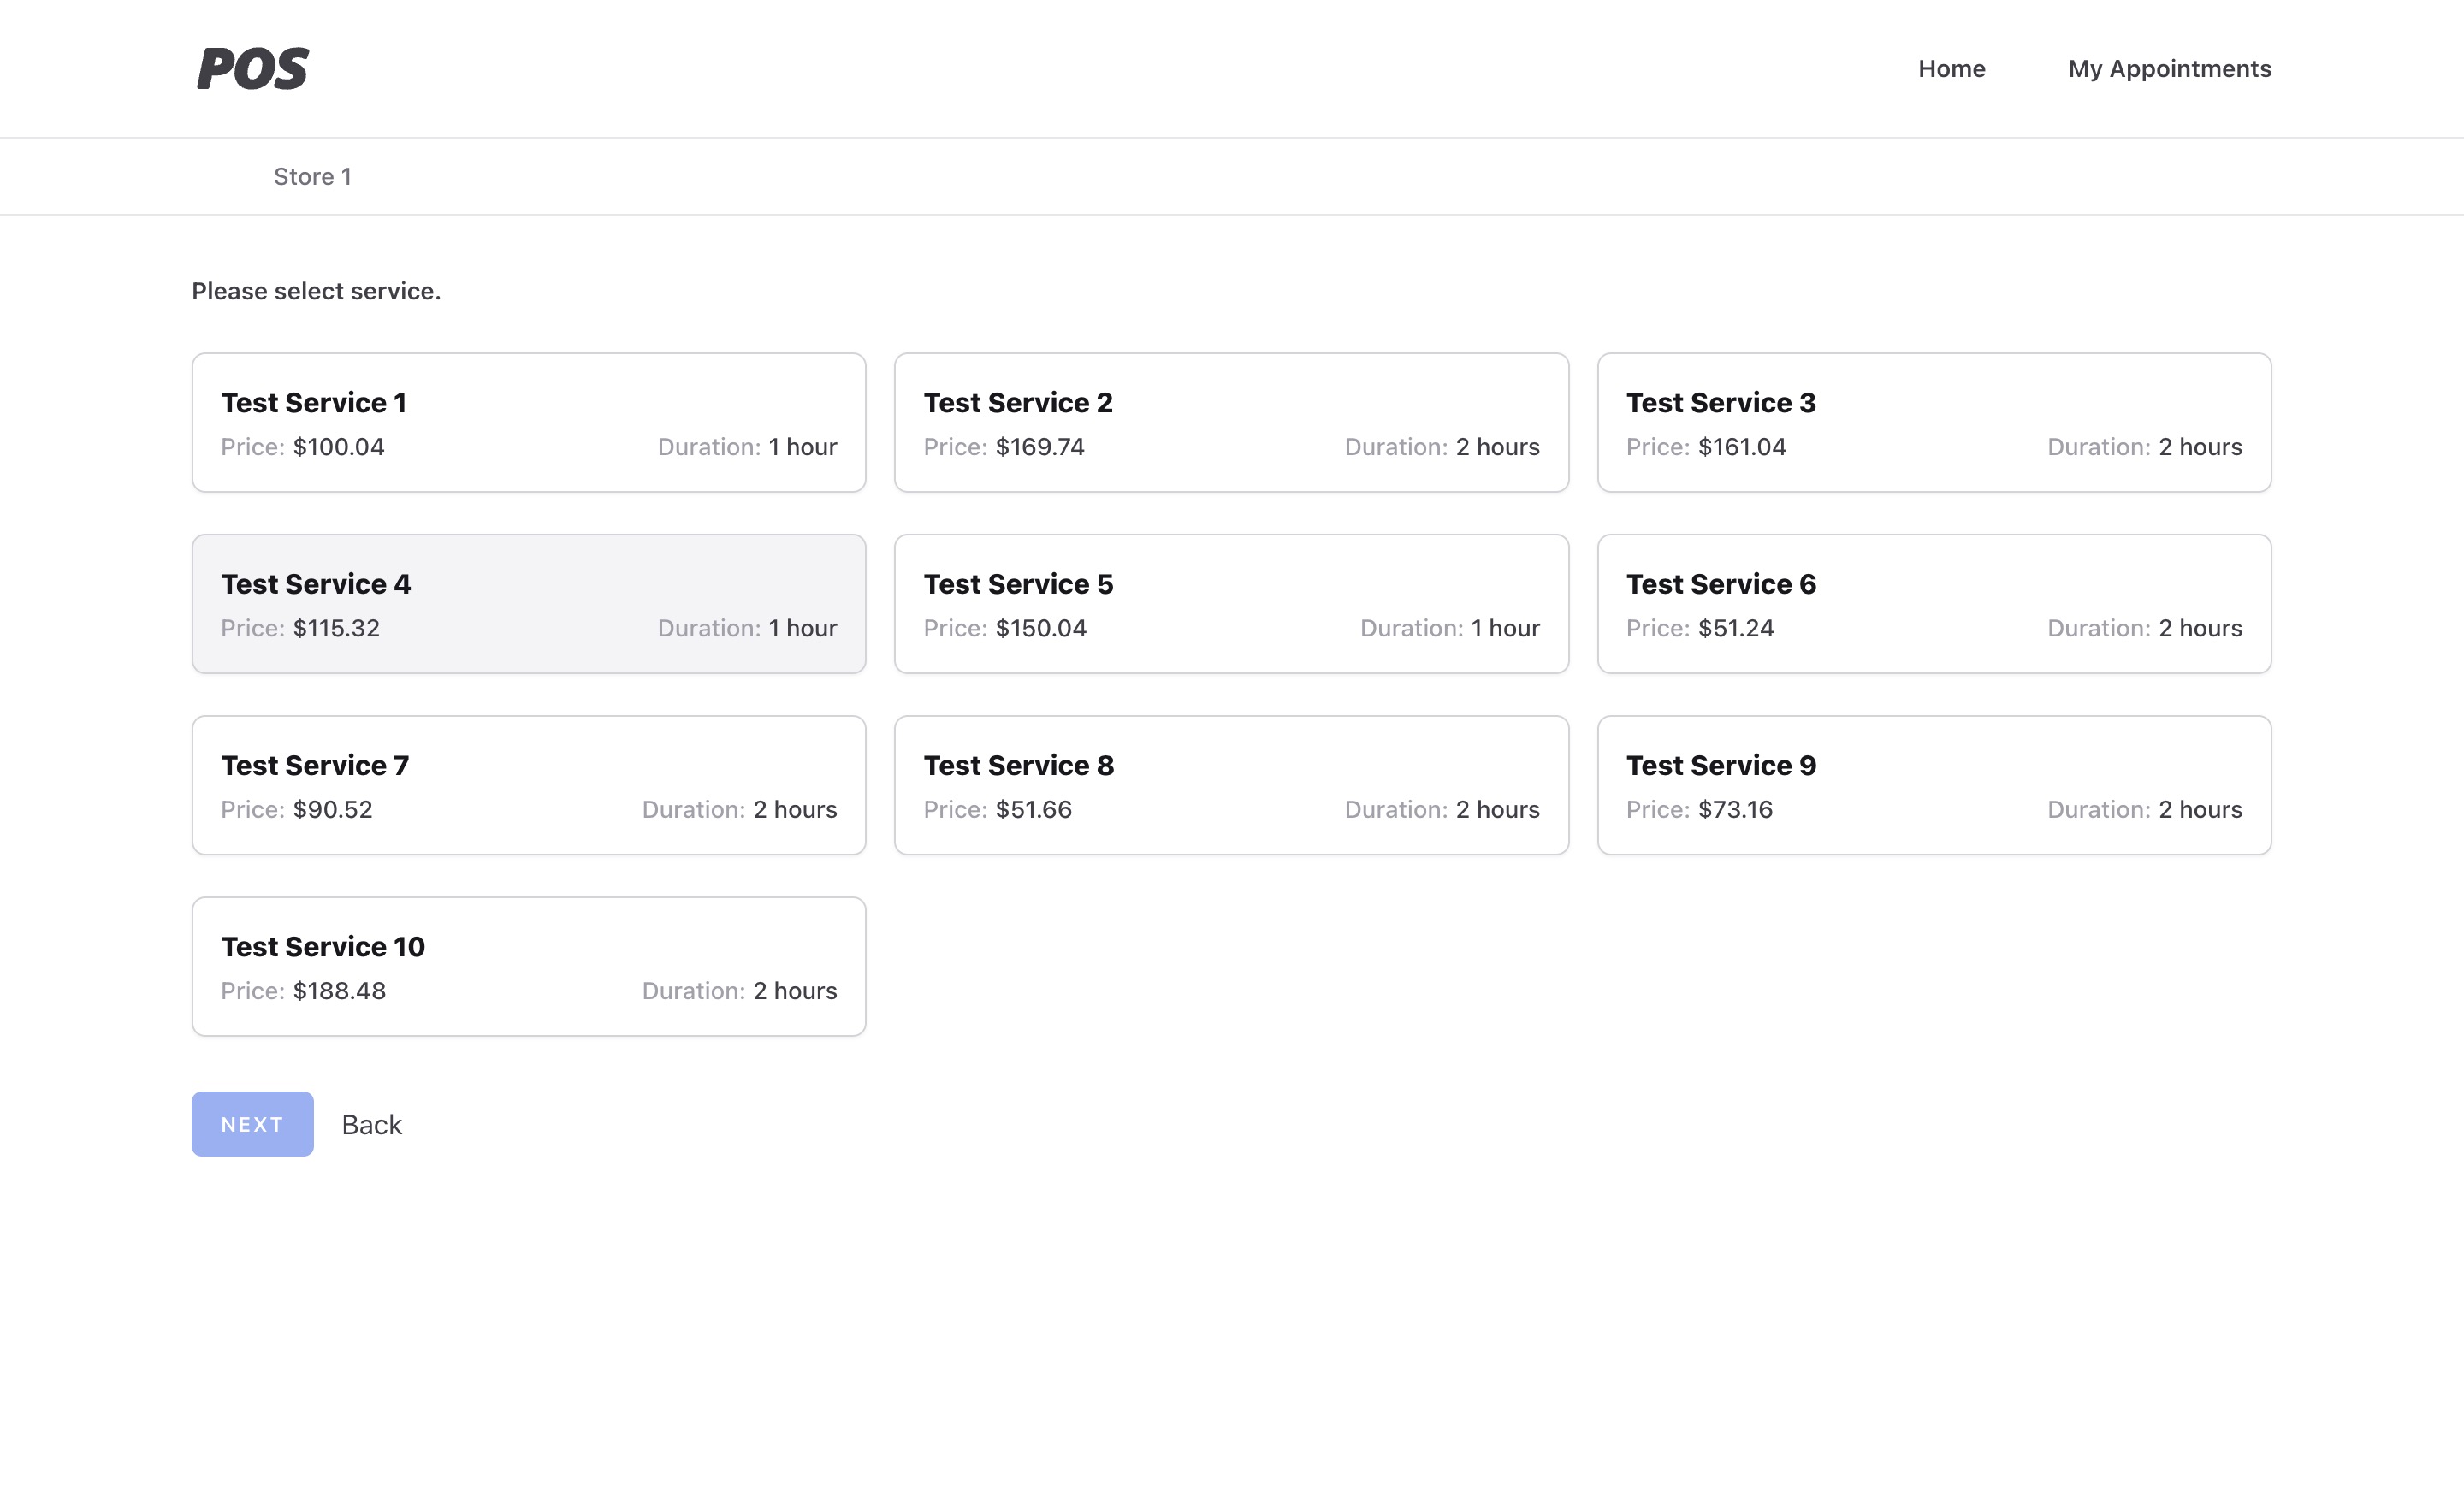 POS
Home
My Appointments
Store 1
Please select service.
Test Service 1
Price: $100.04 Duration: 1 hour
Test Service 2
Price: $169.74 Duration: 2 hours
Test Service 3
Price: $161.04 Duration: 2 hours
Test Service 4
Price: $115.32 Duration: 1 hour
Test Service 5
Price: $150.04 Duration: 1 hour
Test Service 6
Price: $51.24 Duration: 2 hours
Test Service 7
Price: $90.52 Duration: 2 hours
Test Service 8
Price: $51.66 Duration: 2 hours
Test Service 9
Price: $73.16 Duration: 2 hours
Test Service 10
Price: $188.48 Duration: 2 hours
NEXT
Back